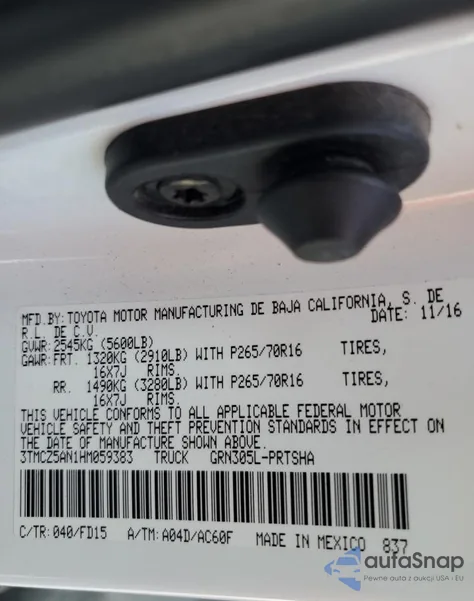 MFD.BY: TOYOTA MOTOR MANUFACTURING DE BAJA CALIFORNIA, S. DE
R.L. DE C.V. DATE: 11/16
GVWR: 2545KG (5600LB)
GAWR: FRT. 1320KG (2910LB) WITH P265/70R16 TIRES,
16X7J RIMS.
RR. 1490KG (3280LB) WITH P265/70R16 TIRES,
16X7J RIMS.
THIS VEHICLE CONFORMS TO ALL APPLICABLE FEDERAL MOTOR
VEHICLE SAFETY AND THEFT PREVENTION STANDARDS IN EFFECT ON
THE DATE OF MANUFACTURE SHOWN ABOVE.
3TMCZ5AN1HM059383 TRUCK GRN305L-PRTSHA
C/TR: 040/FD15 A/TM: A04D/AC60F MADE IN MEXICO 837
autoSnap
Pewne auta z aukcji USA - EU